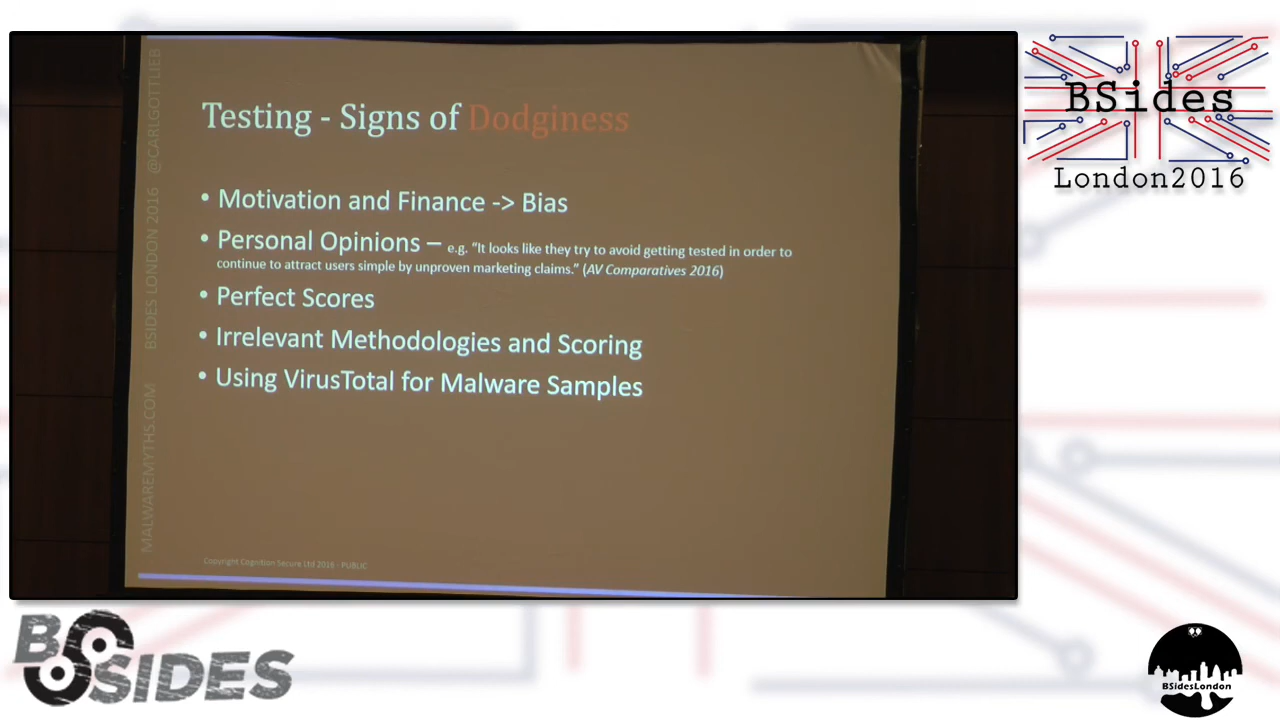 Testing - Signs of Dodginess
• Motivation and Finance -> Bias
• Personal Opinions – e.g. “It looks like they try to avoid getting tested in order to
continue to attract users simple by unproven marketing claims.” (AV Comparatives 2016)
• Perfect Scores
• Irrelevant Methodologies and Scoring
• Using VirusTotal for Malware Samples
Copyright Cognition Secure Ltd 2016 - PUBLIC
MALWAREMYTHS.COM BSIDES LONDON 2016 @CARLGOTTLIEB
BSides
London2016
BSIDES
BSidesLondon